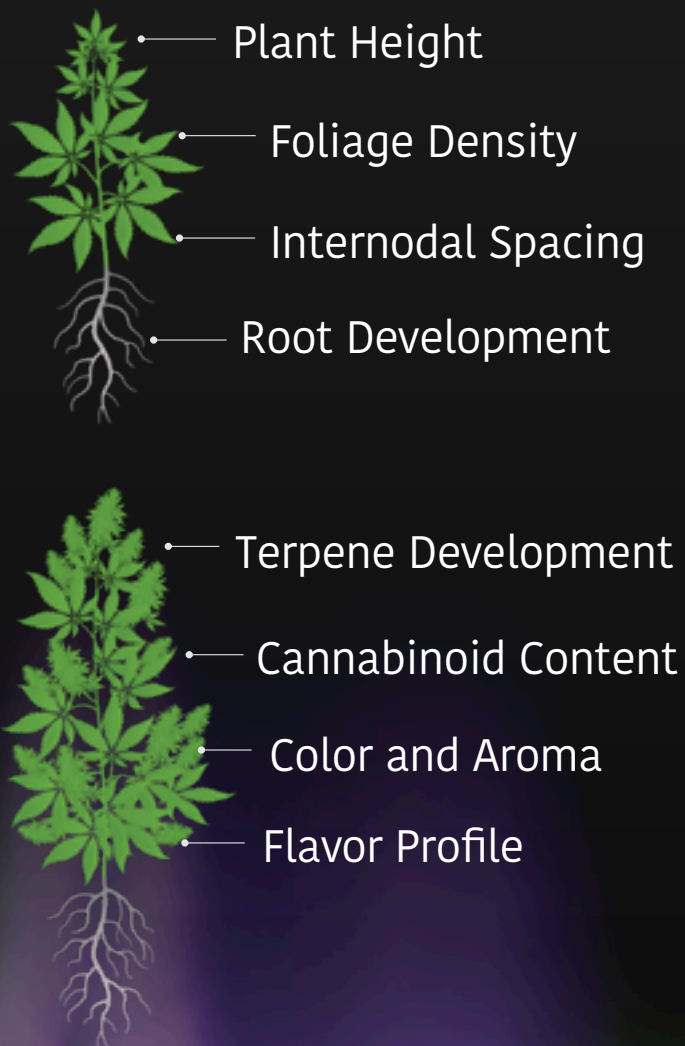 Plant Height
Foliage Density
Internodal Spacing
Root Development
Terpene Development
Cannabinoid Content
Color and Aroma
Flavor Profile